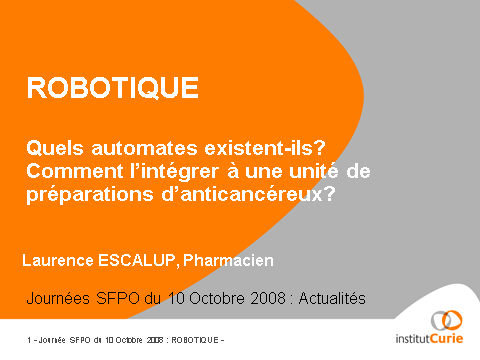 ROBOTIQUE
Quels automates existent-ils?
Comment l'intégrer à une unité de
préparations d'anticancéreux?
Laurence ESCALUP, Pharmacien
Journées SFPO du 10 Octobre 2008 : Actualités
1 - Journée SFPO du 10 Octobre 2008 : ROBOTIQUE -
institutCurie